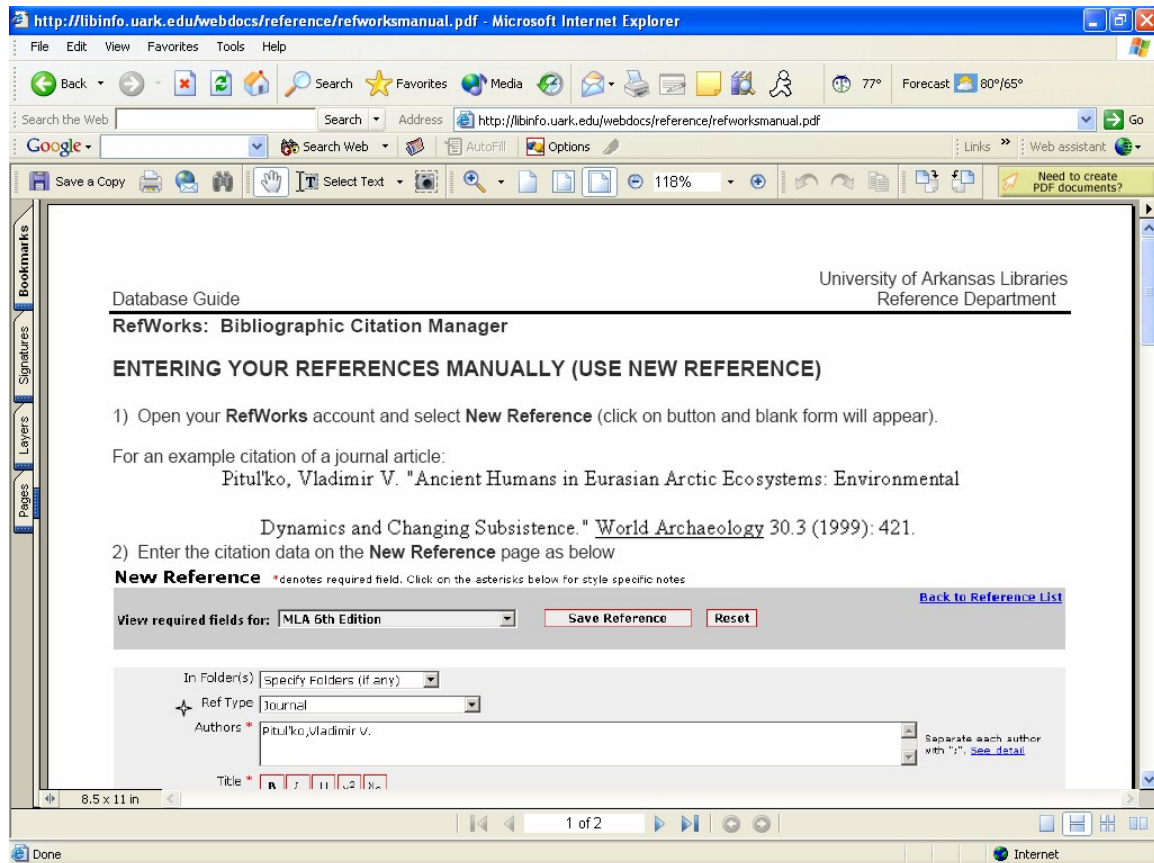 http://libinfo.uark.edu/webdocs/reference/refworksmanual.pdf - Microsoft Internet Explorer
File Edit View Favorites Tools Help
Back Search Favorites Media 77° Forecast 80°/65°
Search the Web Search Address http://libinfo.uark.edu/webdocs/reference/refworksmanual.pdf Go
Google Search Web AutoFill Options Links » Web assistant
Save a Copy Select Text 118% Need to create
PDF documents?
Bookmarks
Signatures
Layers
Pages
University of Arkansas Libraries
Database Guide Reference Department
RefWorks: Bibliographic Citation Manager
ENTERING YOUR REFERENCES MANUALLY (USE NEW REFERENCE)
1) Open your RefWorks account and select New Reference (click on button and blank form will appear).
For an example citation of a journal article:
Pitul'ko, Vladimir V. "Ancient Humans in Eurasian Arctic Ecosystems: Environmental
Dynamics and Changing Subsistence." World Archaeology 30.3 (1999): 421.
2) Enter the citation data on the New Reference page as below
New Reference *denotes required field. Click on the asterisks below for style specific notes
Back to Reference List
View required fields for: MLA 6th Edition Save Reference Reset
In Folder(s) Specify Folders (if any)
Ref Type Journal
Authors * Pitul'ko,Vladimir V.
Separate each author
with ";". See detail
Title * B I U
8.5 x 11 in
1 of 2
Done Internet